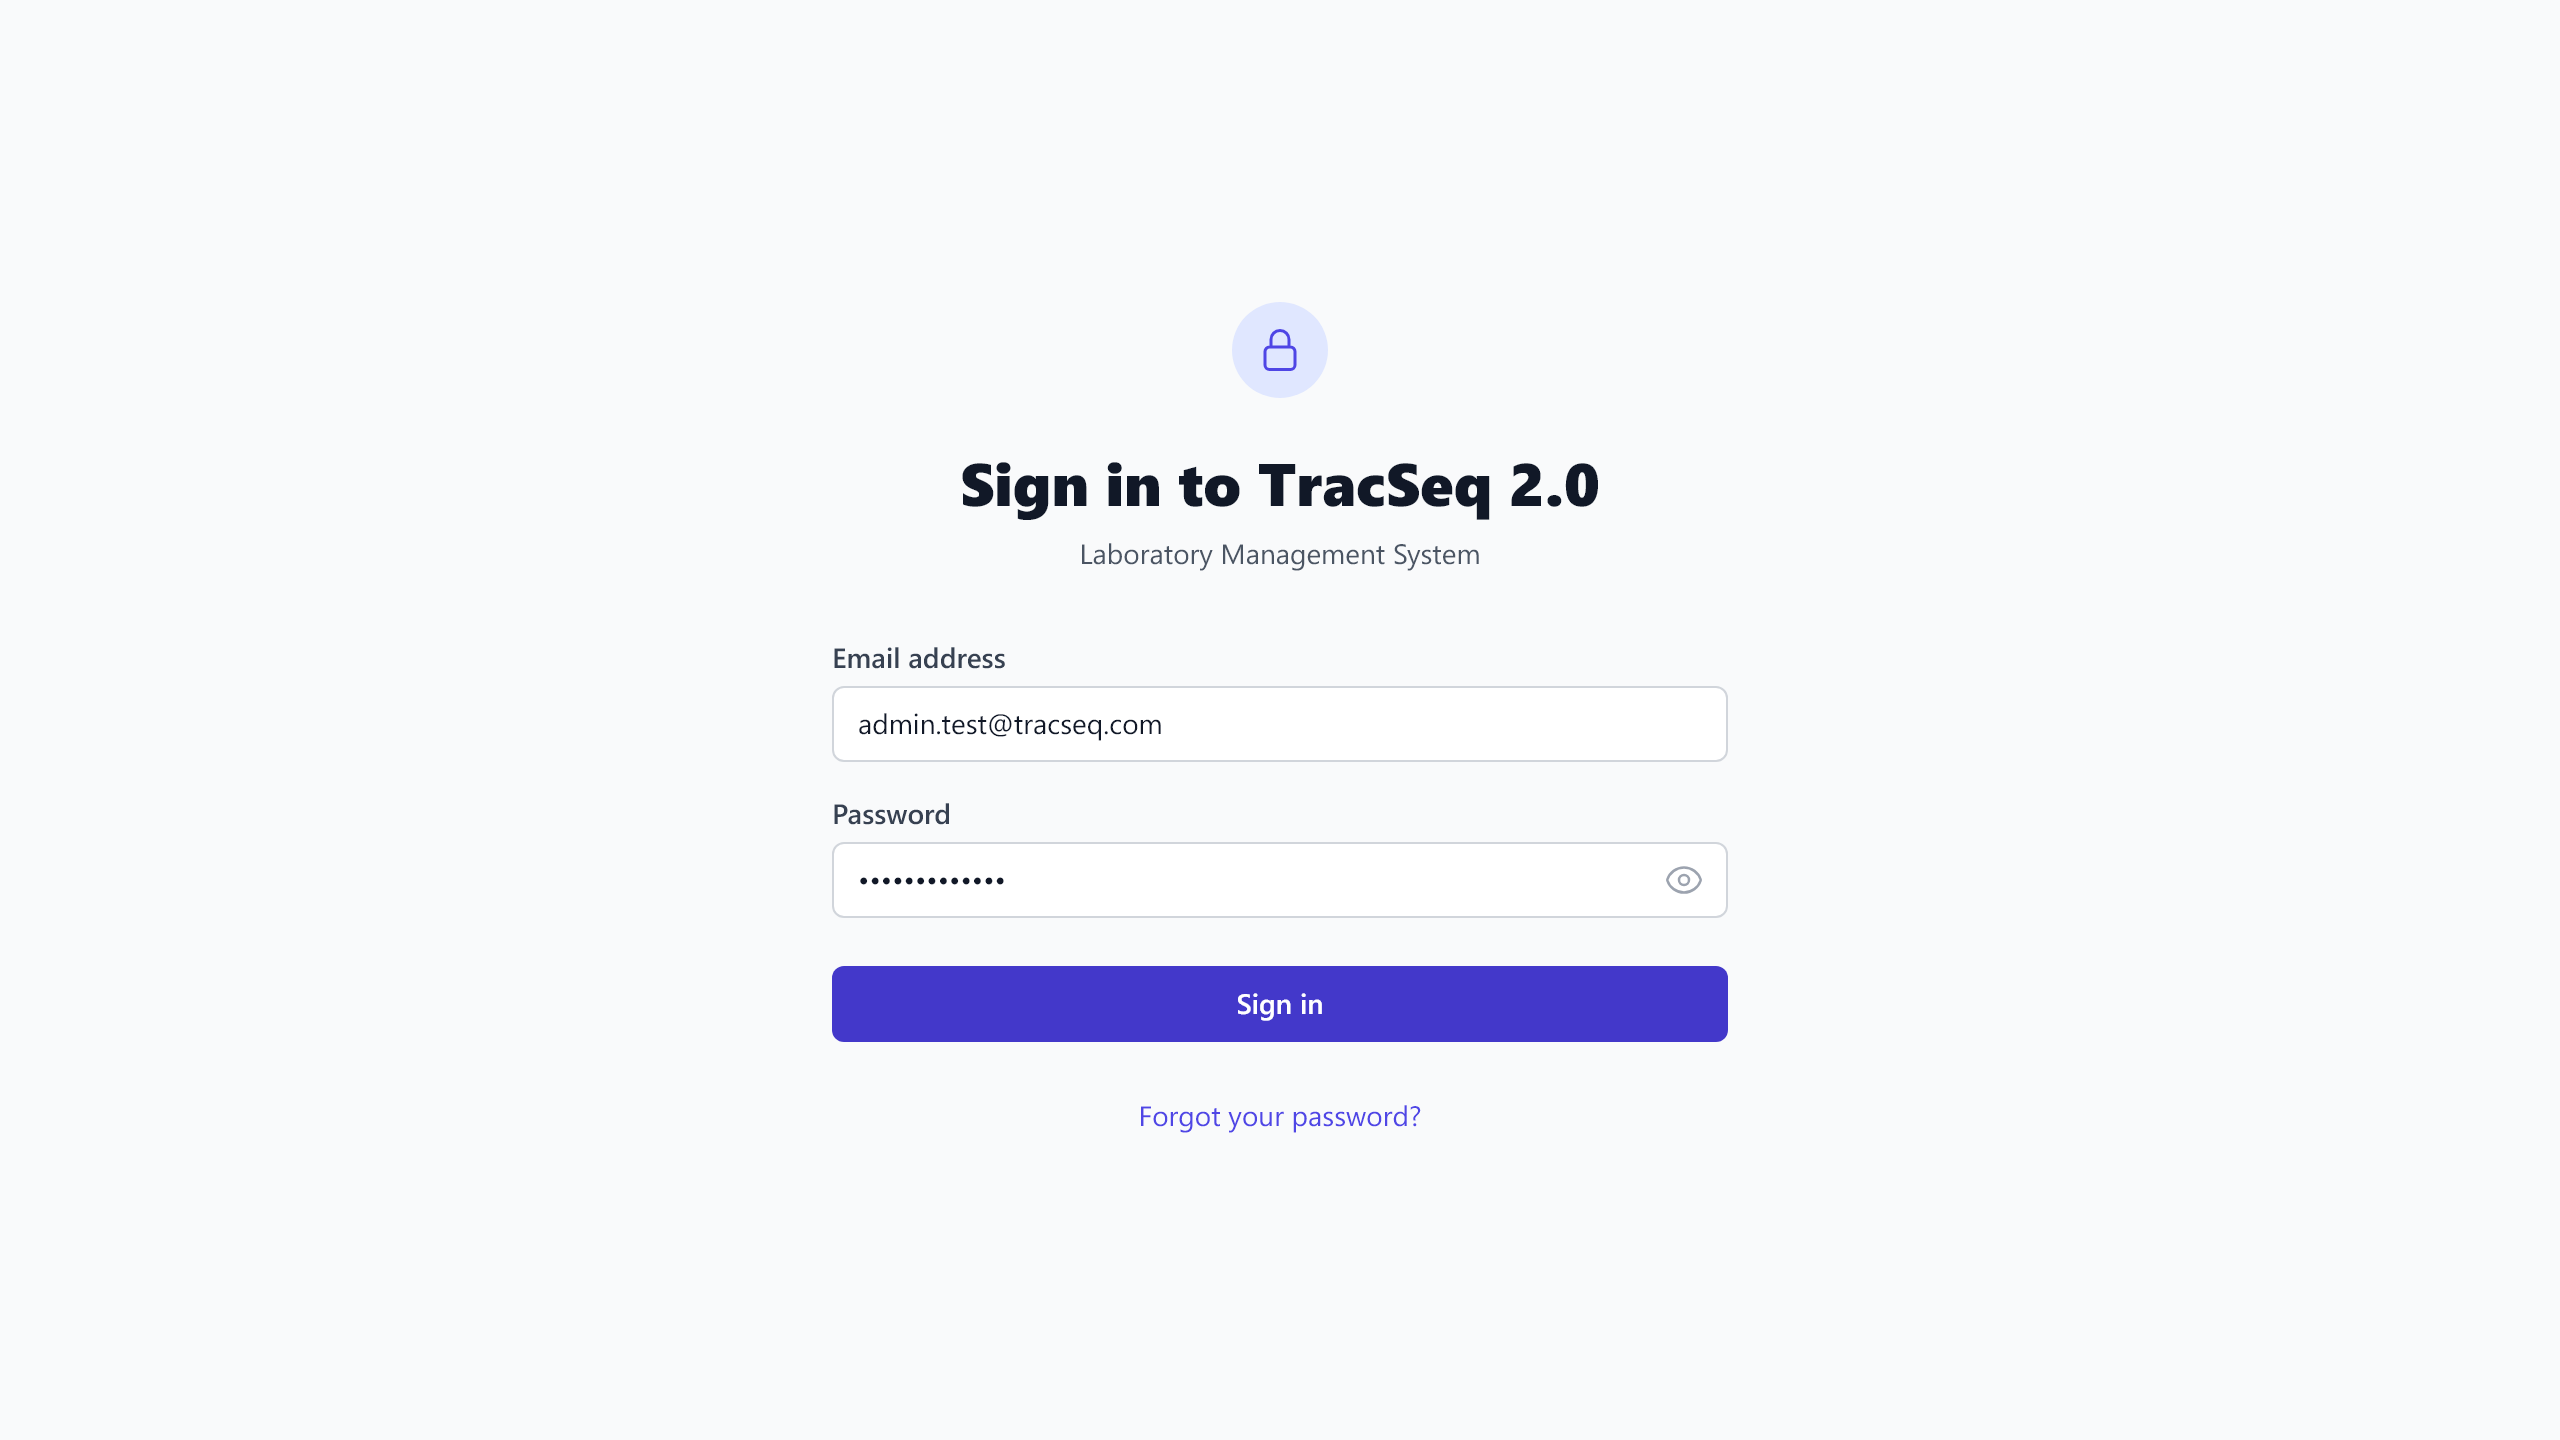 Sign in to TracSeq 2.0
Laboratory Management System
Email address
admin.test@tracseq.com
Password
•••••••••••••
Sign in
Forgot your password?